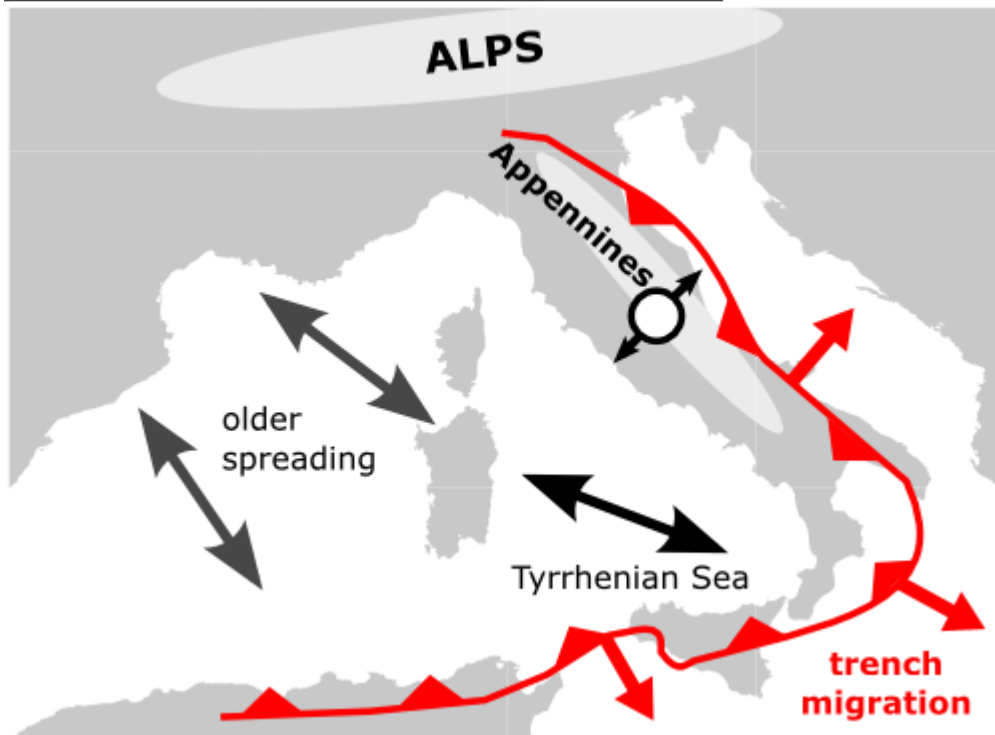 ALPS
Appennines
older
spreading
Tyrrhenian Sea
trench
migration